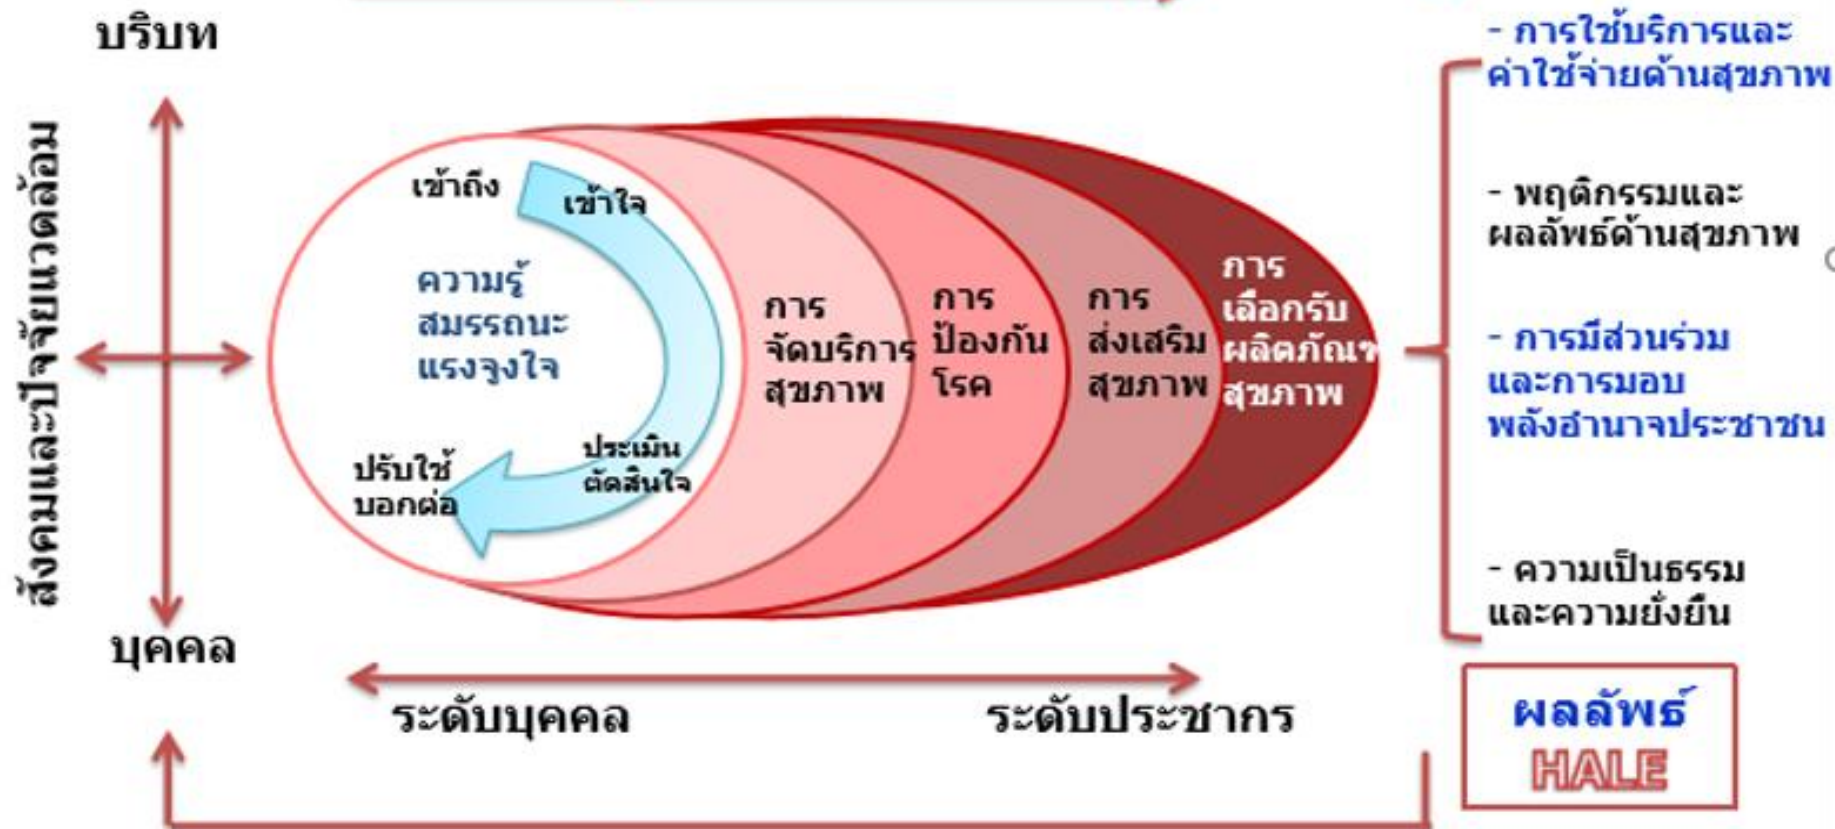 บริบท
สังคมและปัจจัยแวดล้อม
บุคคล
เข้าถึง
เข้าใจ
ความรู้
สมรรถนะ
แรงจูงใจ
ประเมิน
ตัดสินใจ
ปรับใช้
บอกต่อ
การ
จัดบริการ
สุขภาพ
การ
ป้องกัน
โรค
การ
ส่งเสริม
สุขภาพ
การ
เลือกรับ
ผลิตภัณฑ
สุขภาพ
ระดับบุคคล
ระดับประชากร
- การใช้บริการและ
ค่าใช้จ่ายด้านสุขภาพ
- พฤติกรรมและ
ผลลัพธ์ด้านสุขภาพ
- การมีส่วนร่วม
และการมอบ
พลังอำนาจประชาชน
- ความเป็นธรรม
และความยั่งยืน
ผลลัพธ์
HALE